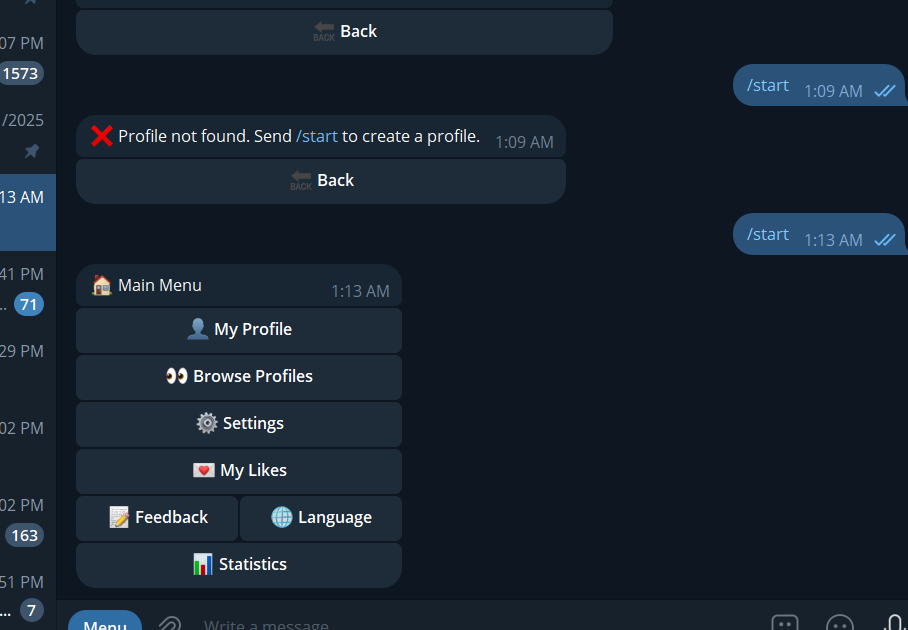 07 PM
1573
/2025
13 AM
41 PM
...
71
29 PM
02 PM
02 PM
163
51 PM
...
7
BACK Back
/start 1:09 AM
Profile not found. Send /start to create a profile. 1:09 AM
BACK Back
/start 1:13 AM
Main Menu 1:13 AM
My Profile
Browse Profiles
Settings
My Likes
Feedback
Language
Statistics
Menu
Write a message...